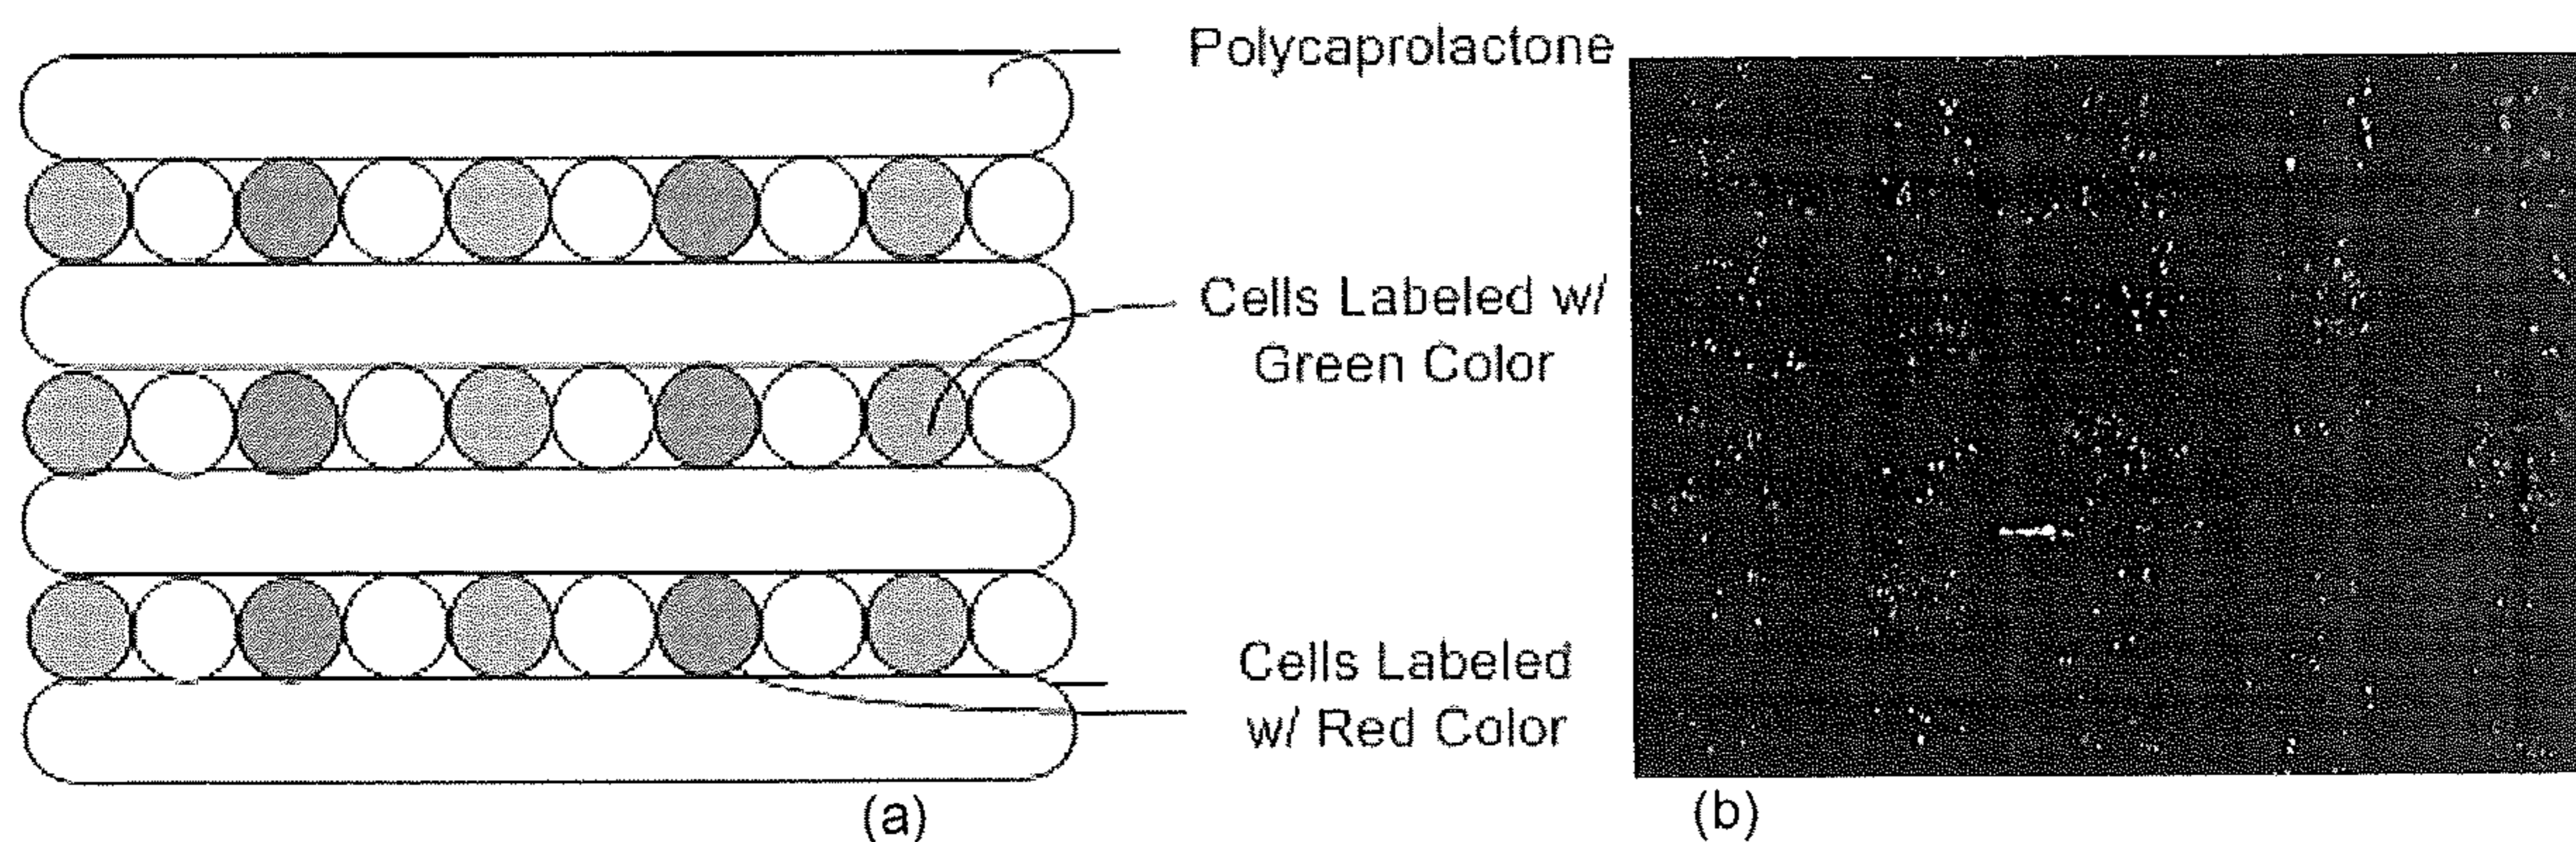 Polycaprolactone
Cells Labeled w/
Green Color
Cells Labeled
w/ Red Color
(a)
(b)